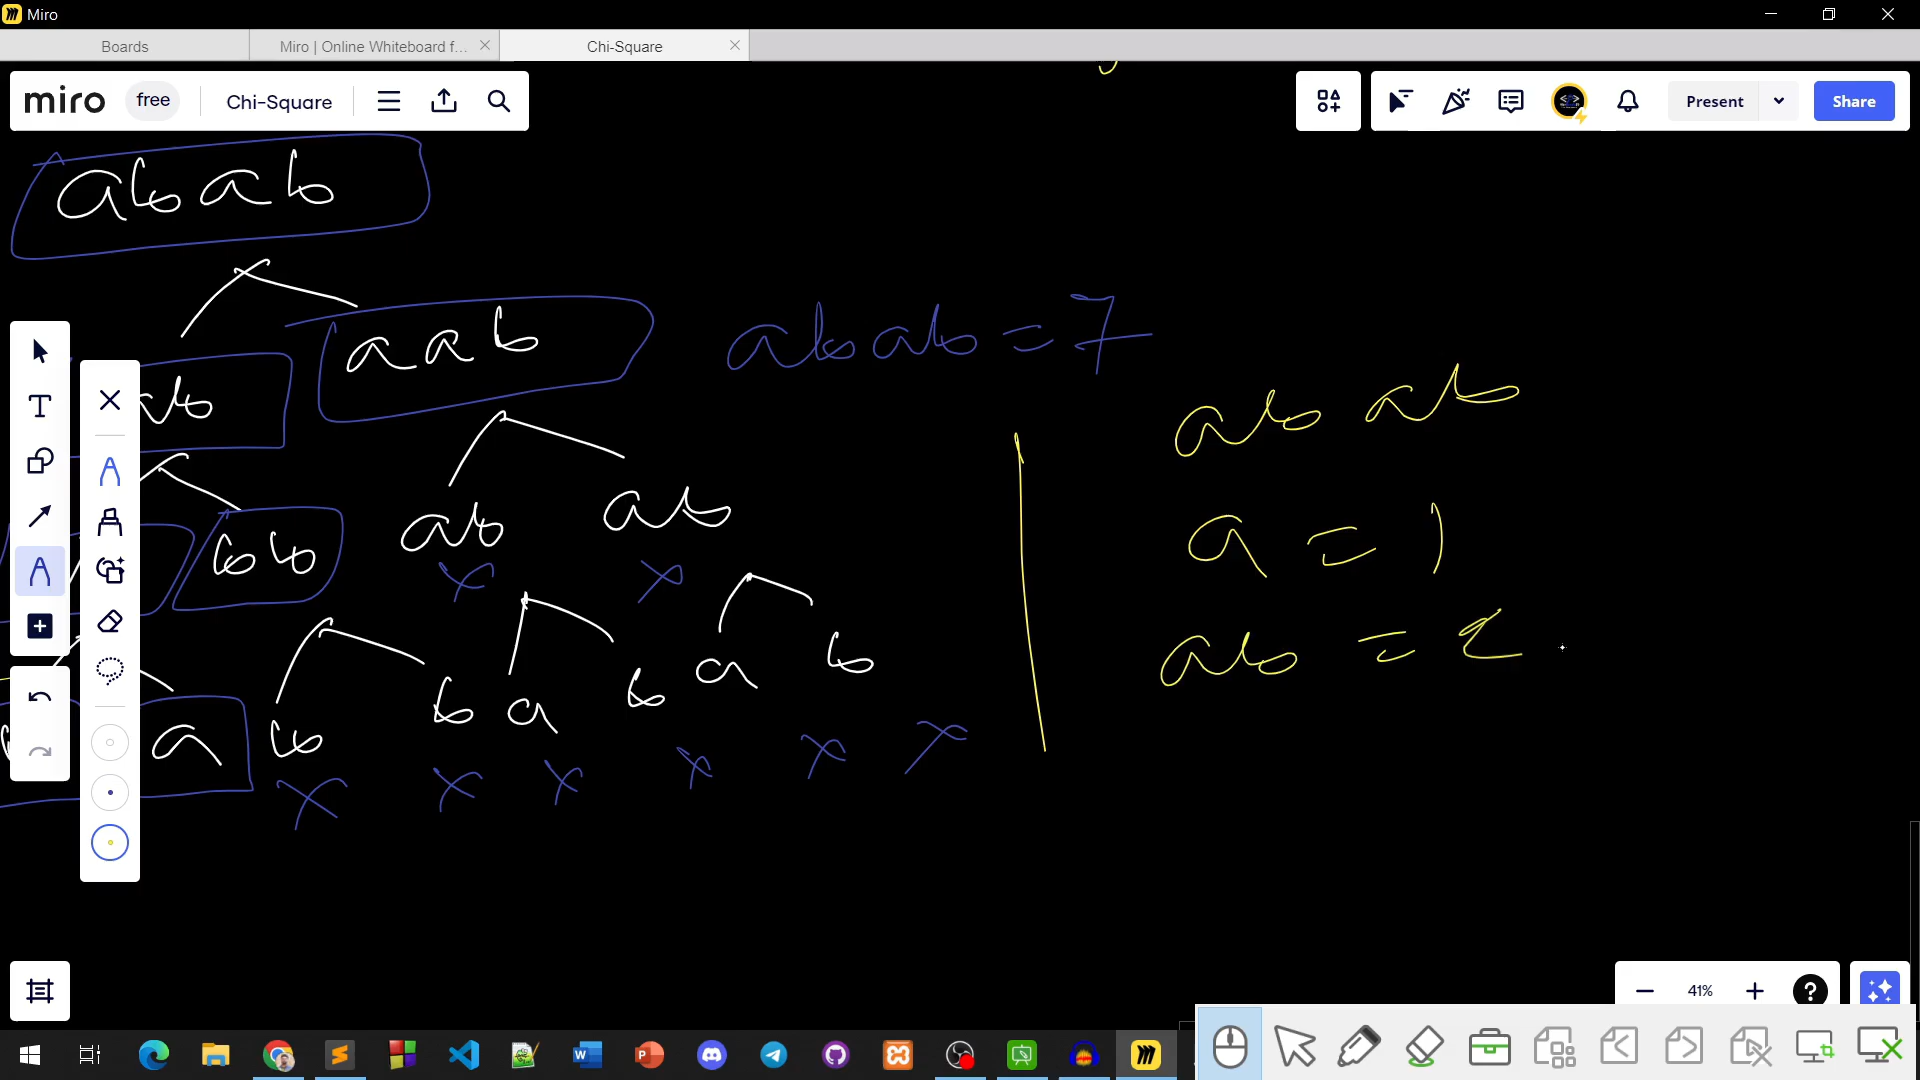 Miro
Boards
Miro | Online Whiteboard f...
Chi-Square
miro
free
Chi-Square
Present
Share
abab
aab
abab = 7
ab
abab
bb
ab
ab
a = 1
ab = 2
a
b
b
a
b
a
b
41%